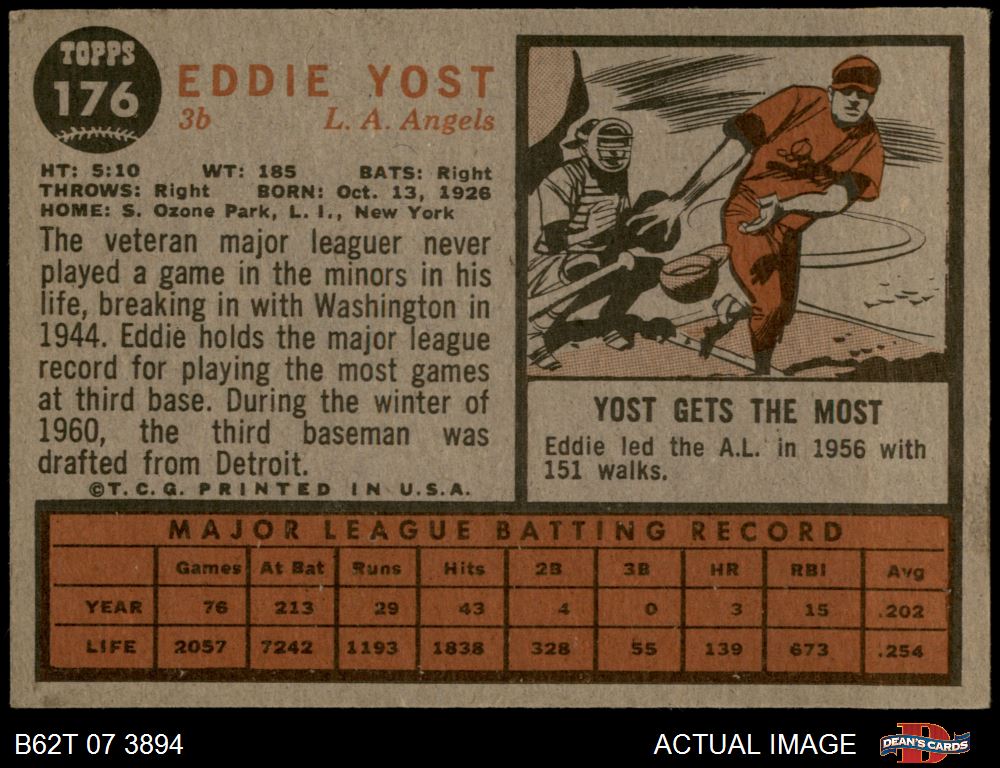 TOPPS
176
EDDIE YOST
3b L. A. Angels
HT: 5:10 WT: 185 BATS: Right
THROWS: Right BORN: Oct. 13, 1926
HOME: S. Ozone Park, L. I., New York
The veteran major leaguer never
played a game in the minors in his
life, breaking in with Washington in
1944. Eddie holds the major league
record for playing the most games
at third base. During the winter of
1960, the third baseman was
drafted from Detroit.
©T.C.G. PRINTED IN U.S.A.
YOST GETS THE MOST
Eddie led the A.L. in 1956 with
151 walks.
MAJOR LEAGUE BATTING RECORD
Games At Bat Runs Hits 2B 3B HR RBI Avg
YEAR 76 213 29 43 4 0 3 15 .202
LIFE 2057 7242 1193 1838 328 55 139 673 .254
B62T 07 3894
ACTUAL IMAGE
DEAN'S CARDS